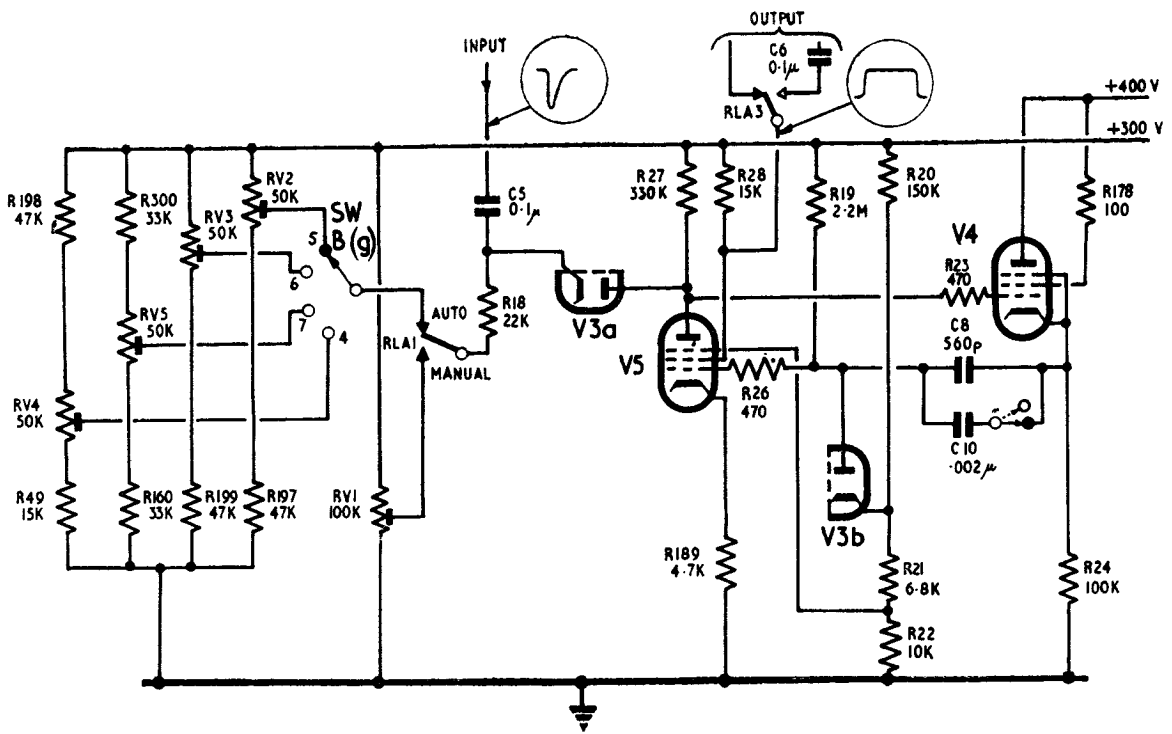 OUTPUT
INPUT
C6
0·1μ
RLA3
+400 V
+300 V
R198
47K
R300
33K
RV3
50K
RV2
50K
SW
B(g)
5
6
7
4
C5
0·1μ
R27
330K
R28
15K
R19
2·2M
R20
150K
R178
100
V4
R23
470
RV5
50K
AUTO
RLA1
MANUAL
R18
22K
V3a
V5
R26
470
C8
560p
C10
·002μ
RV4
50K
R49
15K
R160
33K
R199
47K
R197
47K
RV1
100K
V3b
R189
4·7K
R21
6·8K
R22
10K
R24
100K